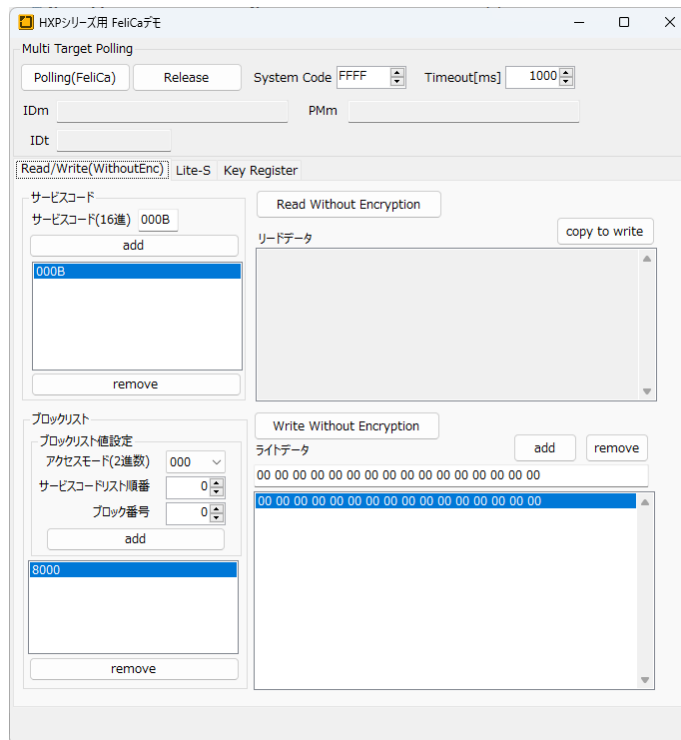 HXPシリーズ用 FeliCaデモ
Multi Target Polling
Polling(FeliCa) Release System Code FFFF Timeout[ms] 1000
IDm PMm
IDt
Read/Write(WithoutEnc) Lite-S Key Register
サービスコード
サービスコード(16進) 000B
add
000B
remove
Read Without Encryption
copy to write
リードデータ
ブロックリスト
ブロックリスト値設定
アクセスモード(2進数) 000
サービスコードリスト順番 0
ブロック番号 0
add
8000
remove
Write Without Encryption
ライトデータ add remove
00 00 00 00 00 00 00 00 00 00 00 00 00 00 00 00
00 00 00 00 00 00 00 00 00 00 00 00 00 00 00 00